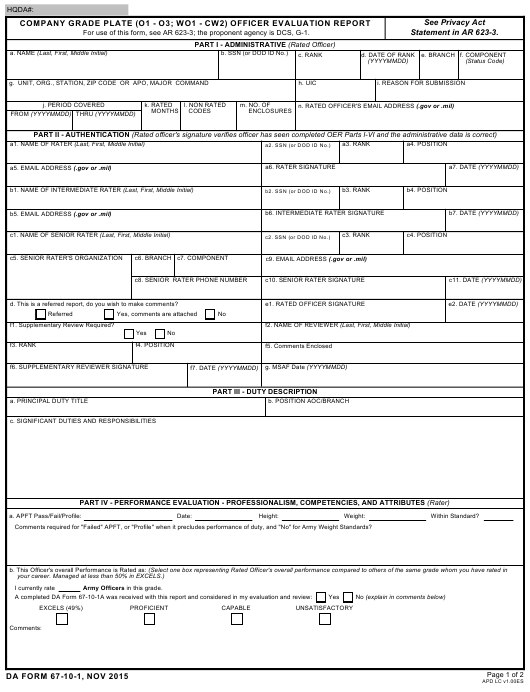 HQDA#:
COMPANY GRADE PLATE (O1 - O3; WO1 - CW2) OFFICER EVALUATION REPORT
For use of this form, see AR 623-3; the proponent agency is DCS, G-1.
See Privacy Act
Statement in AR 623-3.
PART I - ADMINISTRATIVE (Rated Officer)
a. NAME (Last, First, Middle Initial)
b. SSN (or DOD ID No.)
c. RANK
d. DATE OF RANK
(YYYYMMDD)
e. BRANCH
f. COMPONENT
(Status Code)
g. UNIT, ORG., STATION, ZIP CODE OR APO, MAJOR COMMAND
h. UIC
i. REASON FOR SUBMISSION
j. PERIOD COVERED
FROM (YYYYMMDD)
THRU (YYYYMMDD)
k. RATED
MONTHS
l. NON RATED
CODES
m. NO. OF
ENCLOSURES
n. RATED OFFICER'S EMAIL ADDRESS (.gov or .mil)
PART II - AUTHENTICATION (Rated officer's signature verifies officer has been completed OER Parts I-VI and the administrative data is correct)
a1. NAME OF RATER (Last, First, Middle Initial)
a2. SSN (or DOD ID No.)
a3. RANK
a4. POSITION
a5. EMAIL ADDRESS (.gov or .mil)
a6. RATER SIGNATURE
a7. DATE (YYYYMMDD)
b1. NAME OF INTERMEDIATE RATER (Last, First, Middle Initial)
b2. SSN (or DOD ID No.)
b3. RANK
b4. POSITION
b5. EMAIL ADDRESS (.gov or .mil)
b6. INTERMEDIATE RATER SIGNATURE
b7. DATE (YYYYMMDD)
c1. NAME OF SENIOR RATER (Last, First, Middle Initial)
c2. SSN (or DOD ID No.)
c3. RANK
c4. POSITION
c5. SENIOR RATER'S ORGANIZATION
c6. BRANCH
c7. COMPONENT
c9. EMAIL ADDRESS (.gov or .mil)
c8. SENIOR RATER PHONE NUMBER
c10. SENIOR RATER SIGNATURE
c11. DATE (YYYYMMDD)
d. This is a referred report, do you wish to make comments?
Referred
Yes, comments are attached
No
e1. RATED OFFICER SIGNATURE
e2. DATE (YYYYMMDD)
f1. Supplementary Review Required?
Yes
No
f2. NAME OF REVIEWER (Last, First, Middle Initial)
f3. RANK
f4. POSITION
f5. Comments Enclosed
f6. SUPPLEMENTARY REVIEWER SIGNATURE
f7. DATE (YYYYMMDD)
g. MSAF Date (YYYYMMDD)
PART III - DUTY DESCRIPTION
a. PRINCIPAL DUTY TITLE
b. POSITION AOC/BRANCH
c. SIGNIFICANT DUTIES AND RESPONSIBILITIES
PART IV - PERFORMANCE EVALUATION - PROFESSIONALISM, COMPETENCIES, AND ATTRIBUTES (Rater)
a. APFT Pass/Fail/Profile:
Date:
Height:
Weight:
Within Standard?
Comments required for "Failed" APFT, or "Profile" when it precludes performance of duty, and "No" for Army Weight Standards?
b. This Officer's overall Performance is Rated as: (Select one box representing Rated Officer's overall performance compared to others of the same grade whom you have rated in
your career. Managed at less than 50% in EXCELS.)
I currently rate
Army Officers in this grade.
A completed DA Form 67-10-1A was received with this report and considered in my evaluation and review:
Yes
No (explain in comments below)
EXCELS (49%)
PROFICIENT
CAPABLE
UNSATISFACTORY
Comments:
DA FORM 67-10-1, NOV 2015
Page 1 of 2
APD LC v1.00ES